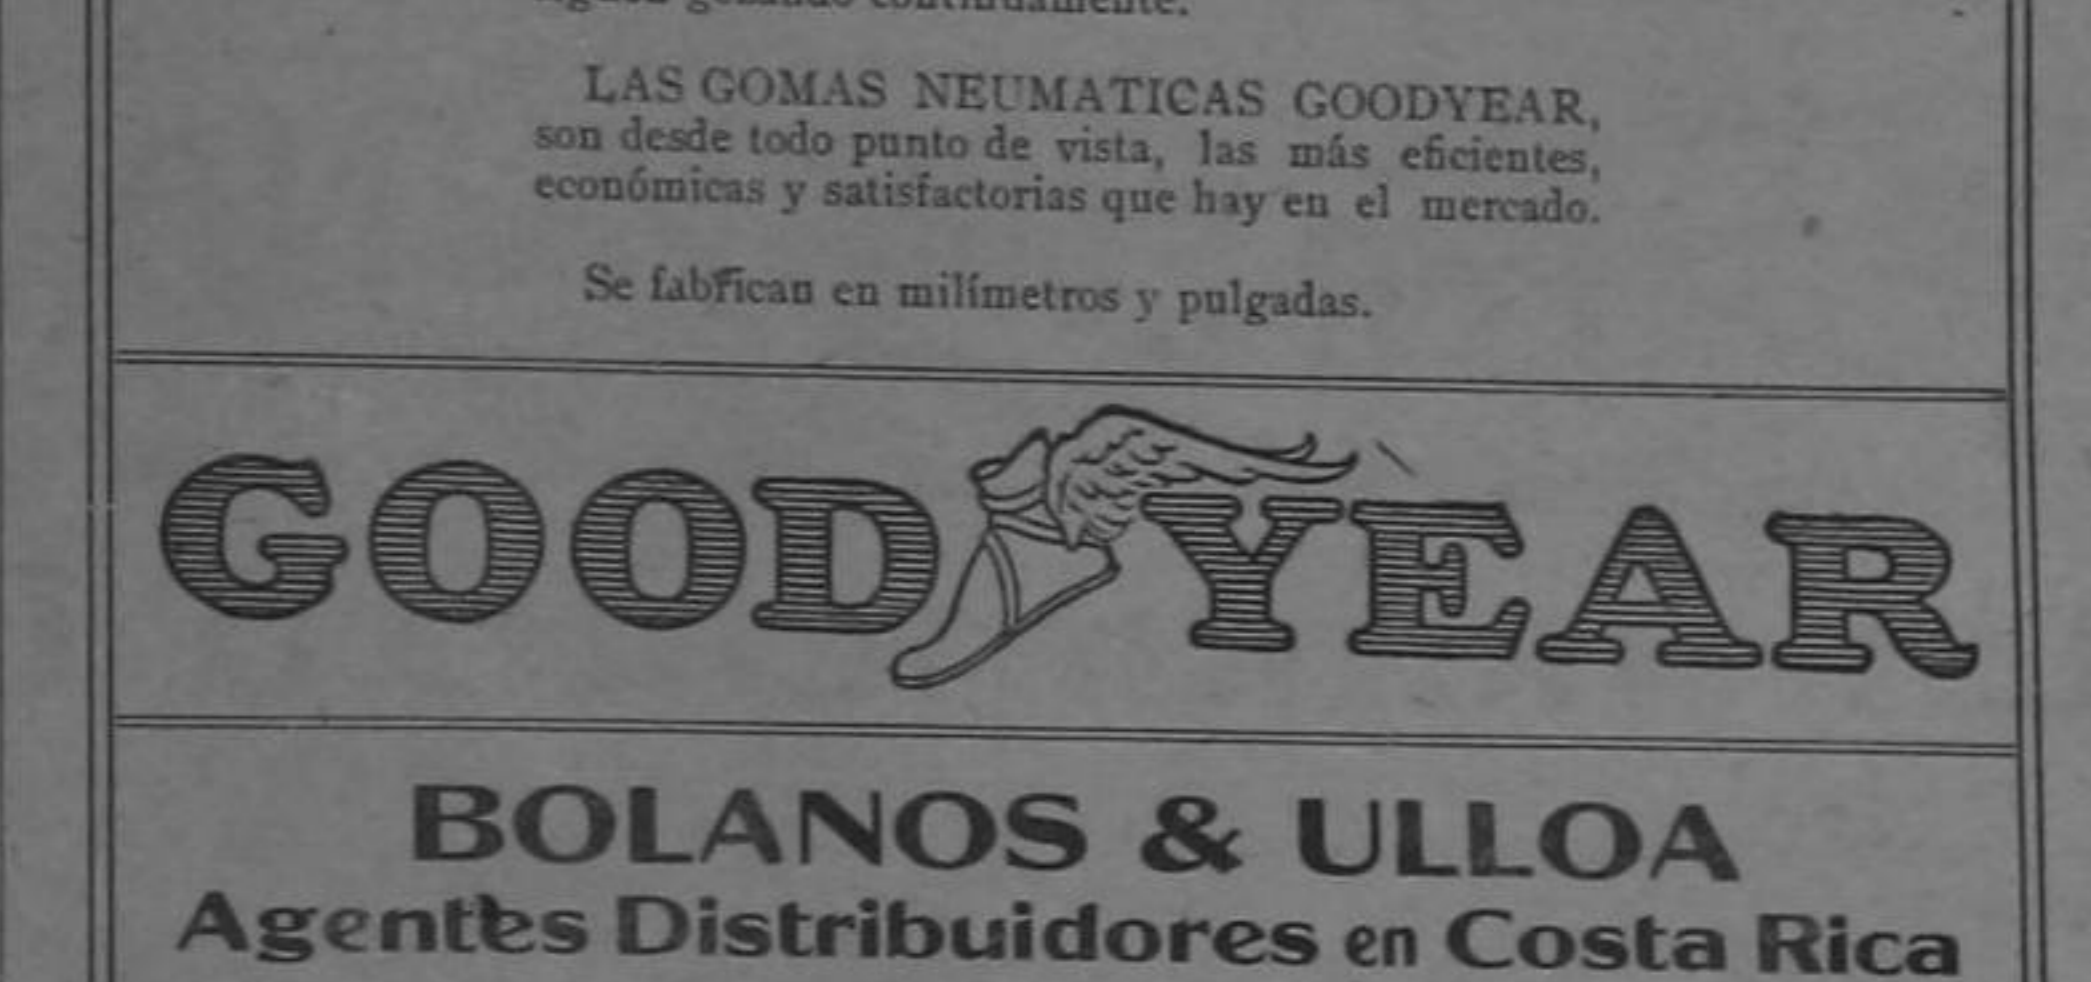 continuamente.
LAS GOMAS NEUMATICAS GOODYEAR,
son desde todo punto de vista, las más eficientes,
económicas y satisfactorias que hay en el mercado.
Se fabrican en milímetros y pulgadas.
GOODYEAR
BOLANOS & ULLOA
Agentes Distribuidores en Costa Rica